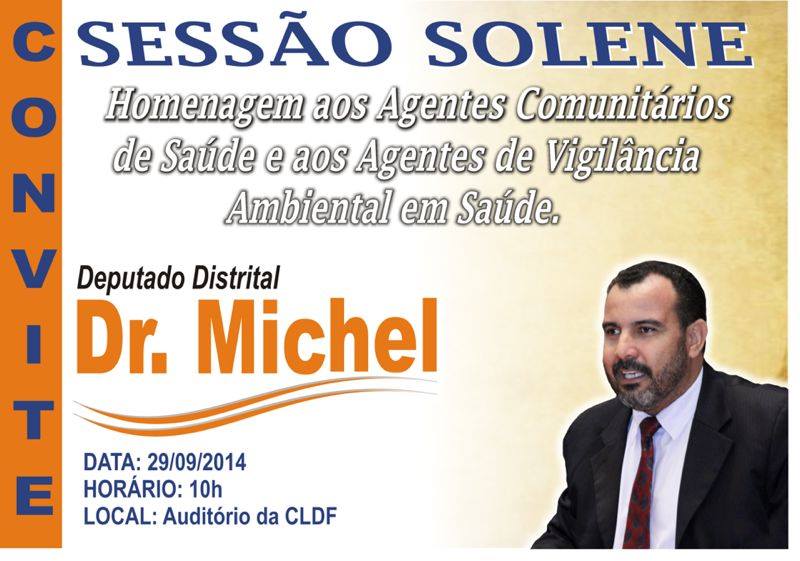 CONVITE
SESSÃO SOLENE
Homenagem aos Agentes Comunitários
de Saúde e aos Agentes de Vigilância
Ambiental em Saúde.
Deputado Distrital
Dr. Michel
DATA: 29/09/2014
HORÁRIO: 10h
LOCAL: Auditório da CLDF